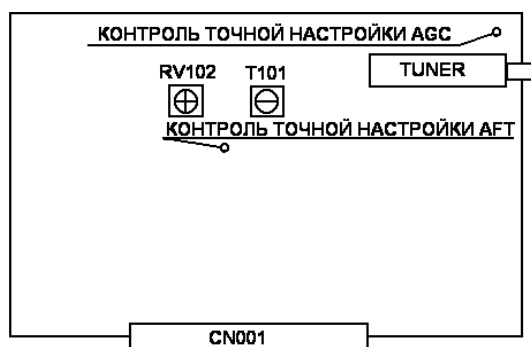 КОНТРОЛЬ ТОЧНОЙ НАСТРОЙКИ AGC
RV102 T101 TUNER
КОНТРОЛЬ ТОЧНОЙ НАСТРОЙКИ AFT
CN001